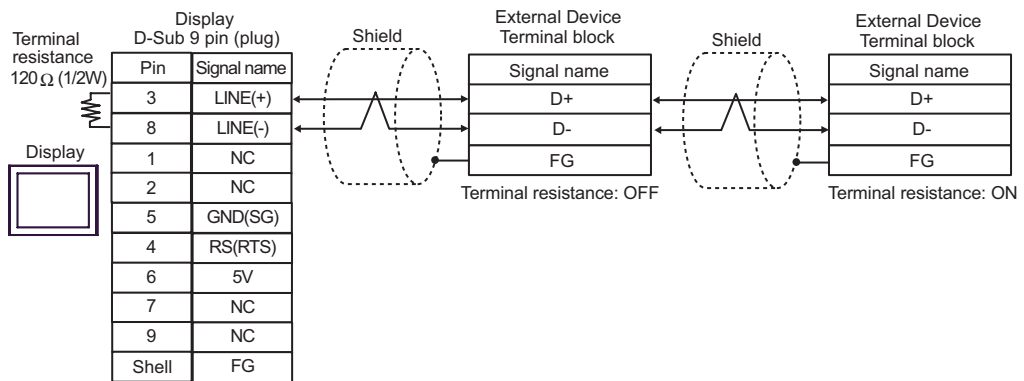 Terminal
resistance
120Ω (1/2W)
Display
Display
D-Sub 9 pin (plug)
Pin Signal name
3 LINE(+)
8 LINE(-)
1 NC
2 NC
5 GND(SG)
4 RS(RTS)
6 5V
7 NC
9 NC
Shell FG
Shield
External Device
Terminal block
Signal name
D+
D-
FG
Terminal resistance: OFF
Shield
External Device
Terminal block
Signal name
D+
D-
FG
Terminal resistance: ON